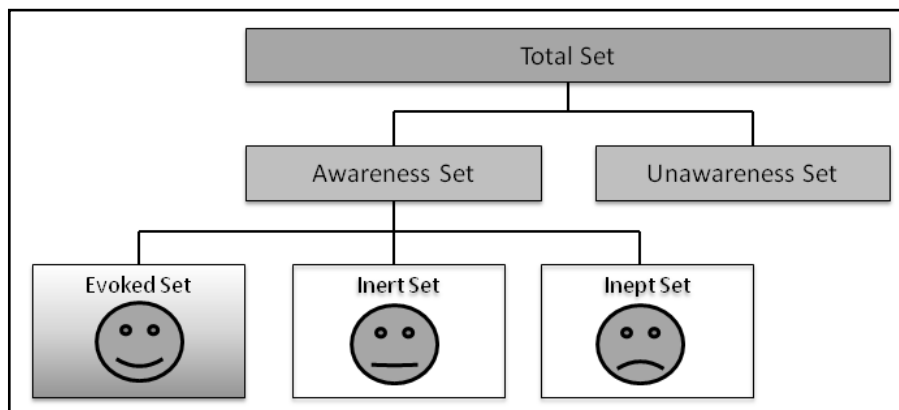 Total Set
Awareness Set
Unawareness Set
Evoked Set
Inert Set
Inept Set